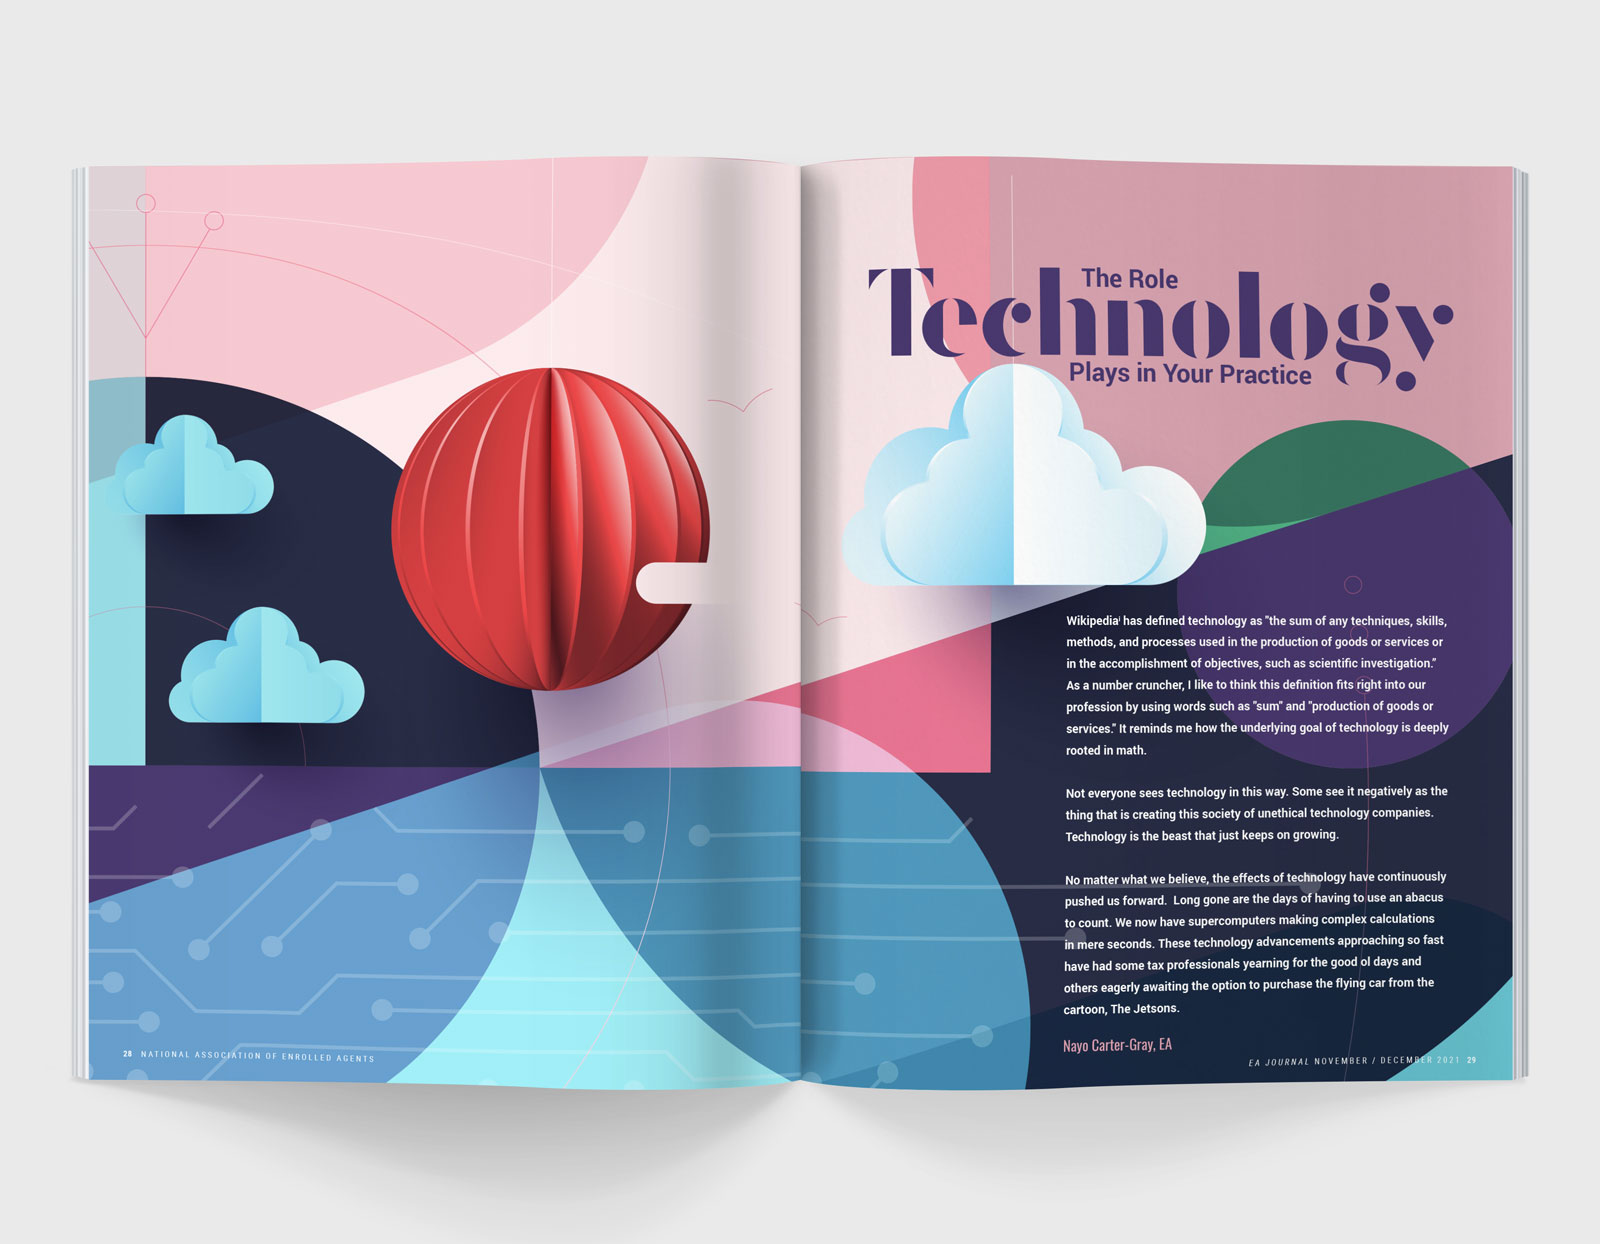 The Role
Technology
Plays in Your Practice
Wikipedia¹ has defined technology as "the sum of any techniques, skills,
methods, and processes used in the production of goods or services or
in the accomplishment of objectives, such as scientific investigation."
As a number cruncher, I like to think this definition fits right into our
profession by using words such as "sum" and "production of goods or
services." It reminds me how the underlying goal of technology is deeply
rooted in math.
Not everyone sees technology in this way. Some see it negatively as the
thing that is creating this society of unethical technology companies.
Technology is the beast that just keeps on growing.
No matter what we believe, the effects of technology have continuously
pushed us forward. Long gone are the days of having to use an abacus
to count. We now have supercomputers making complex calculations
in mere seconds. These technology advancements approaching so fast
have had some tax professionals yearning for the good ol days and
others eagerly awaiting the option to purchase the flying car from the
cartoon, The Jetsons.
Nayo Carter-Gray, EA
28 NATIONAL ASSOCIATION OF ENROLLED AGENTS
EA JOURNAL NOVEMBER / DECEMBER 2021 29